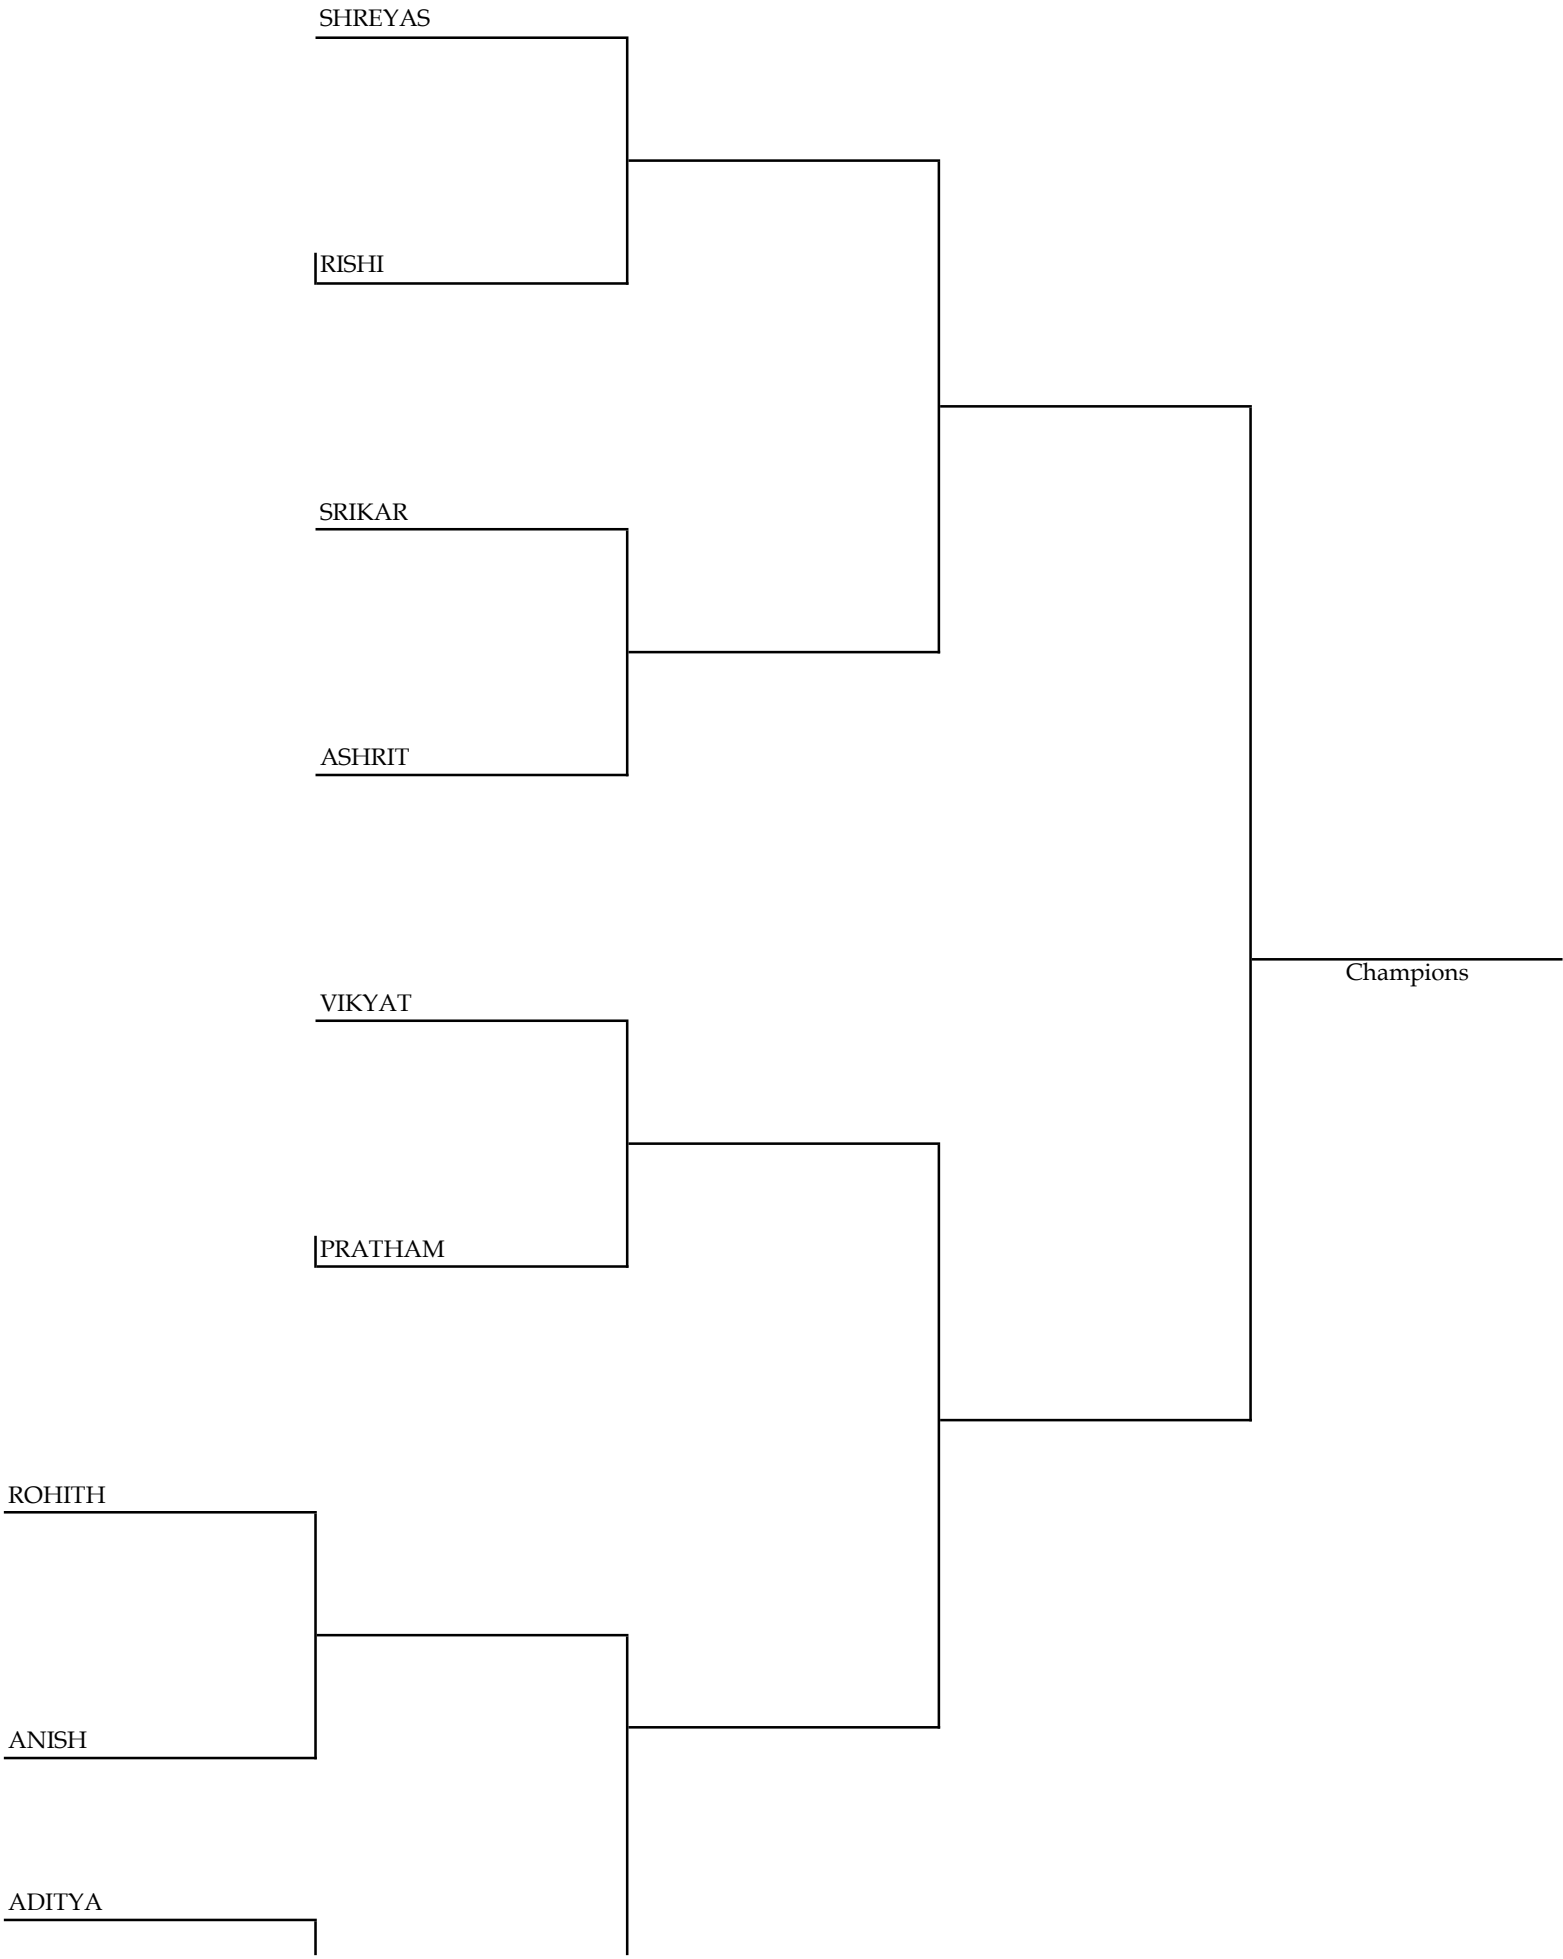 SHREYAS
RISHI
SRIKAR
ASHRIT
Champions
VIKYAT
PRATHAM
ROHITH
ANISH
ADITYA